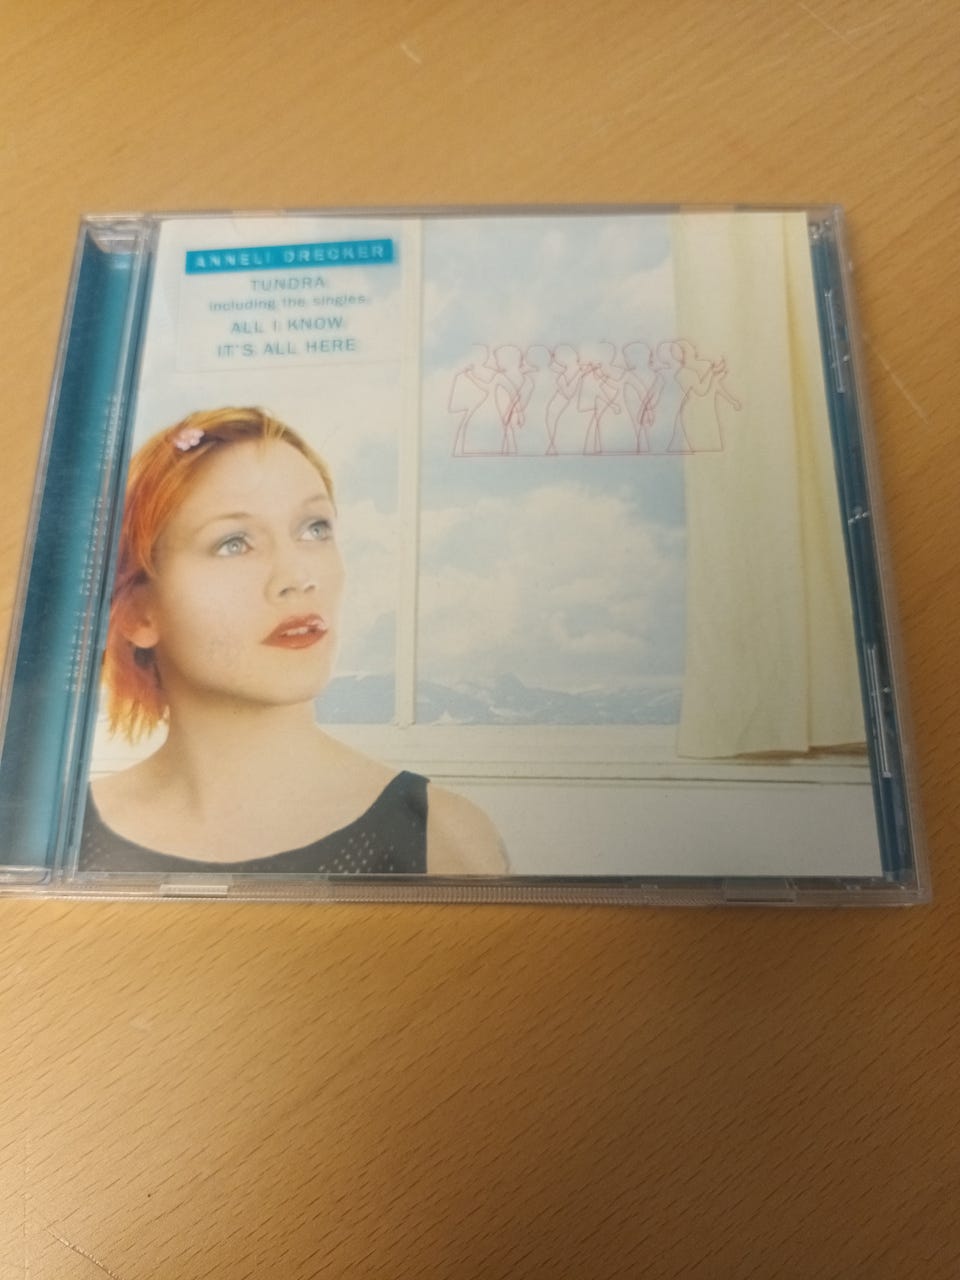 ANNELI DRECKER
TUNDRA
including the singles:
ALL I KNOW
IT'S ALL HERE